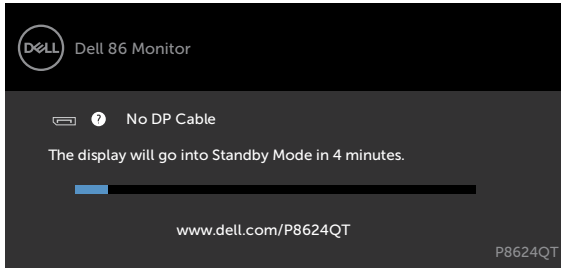 DELL
Dell 86 Monitor
? No DP Cable
The display will go into Standby Mode in 4 minutes.
www.dell.com/P8624QT
P8624QT